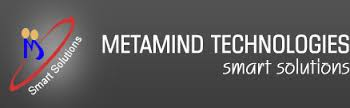 M
Smart Solutions
METAMIND TECHNOLOGIES
smart solutions